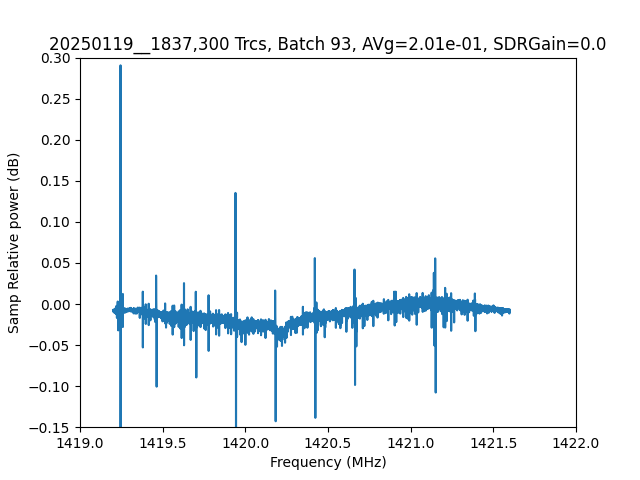 20250119__1837,300 Trcs, Batch 93, AVg=2.01e-01, SDRGain=0.0
0.30
0.25
0.20
0.15
0.10
0.05
0.00
−0.05
−0.10
−0.15
Samp Relative power (dB)
1419.0 1419.5 1420.0 1420.5 1421.0 1421.5 1422.0
Frequency (MHz)